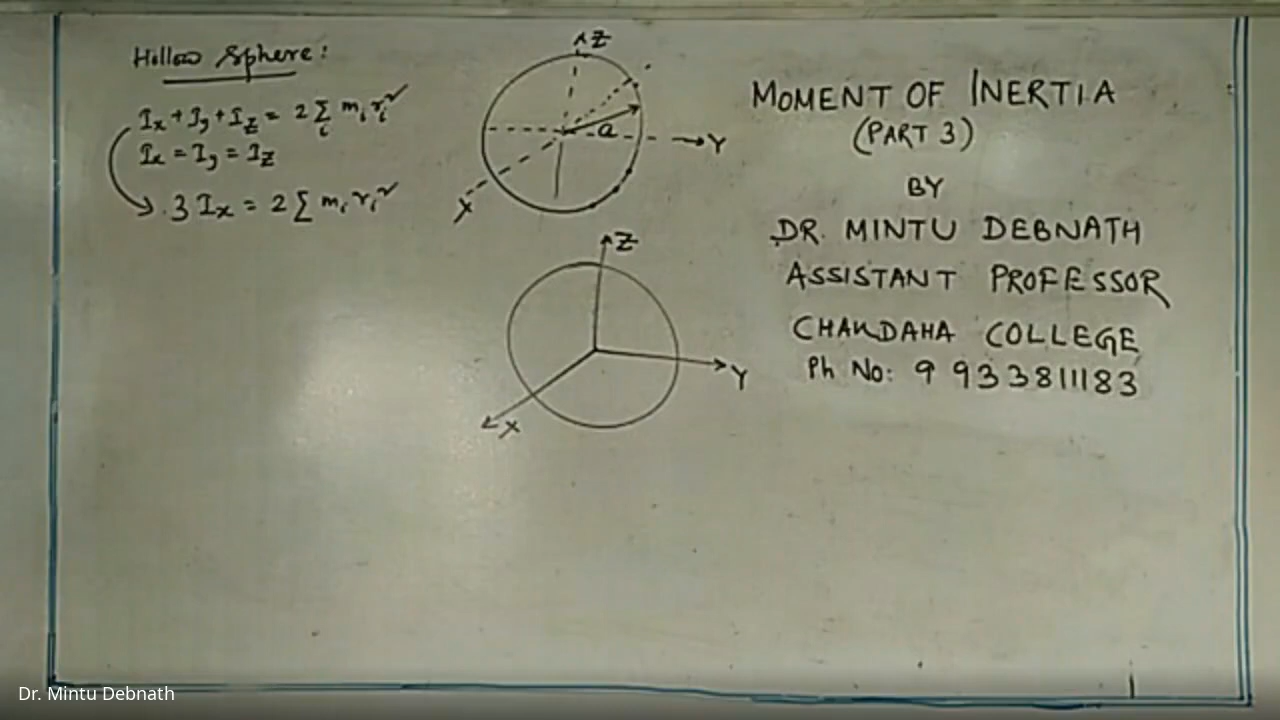 Hollow Sphere:
Ix + Iy + Iz = 2 Σi mi ri²
Ix = Iy = Iz
3 Ix = 2 Σ mi ri²
Z
a
Y
X
Z
Y
X
MOMENT OF INERTIA
(PART 3)
BY
DR. MINTU DEBNATH
ASSISTANT PROFESSOR
CHAKDAHA COLLEGE
Ph No: 9933811183
Dr. Mintu Debnath